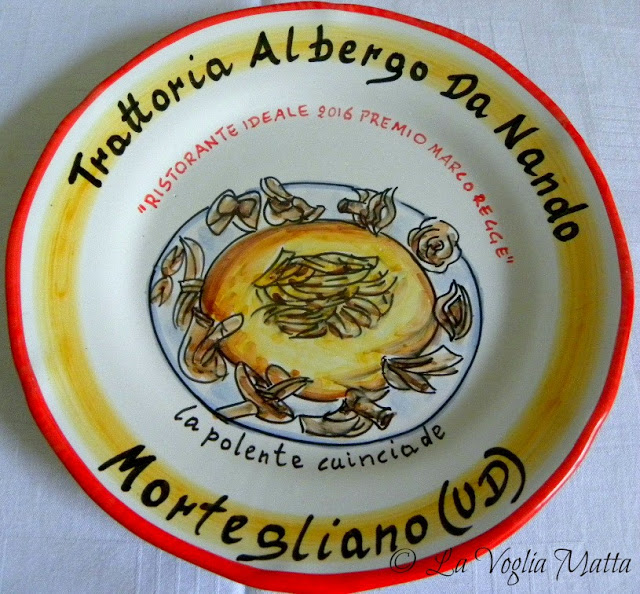 Trattoria Albergo Da Nando
"RISTORANTE IDEALE 2016 PREMIO MARCO REGGE"
la polente cuinciade
Mortegliano (UD)
© La Voglia Matta